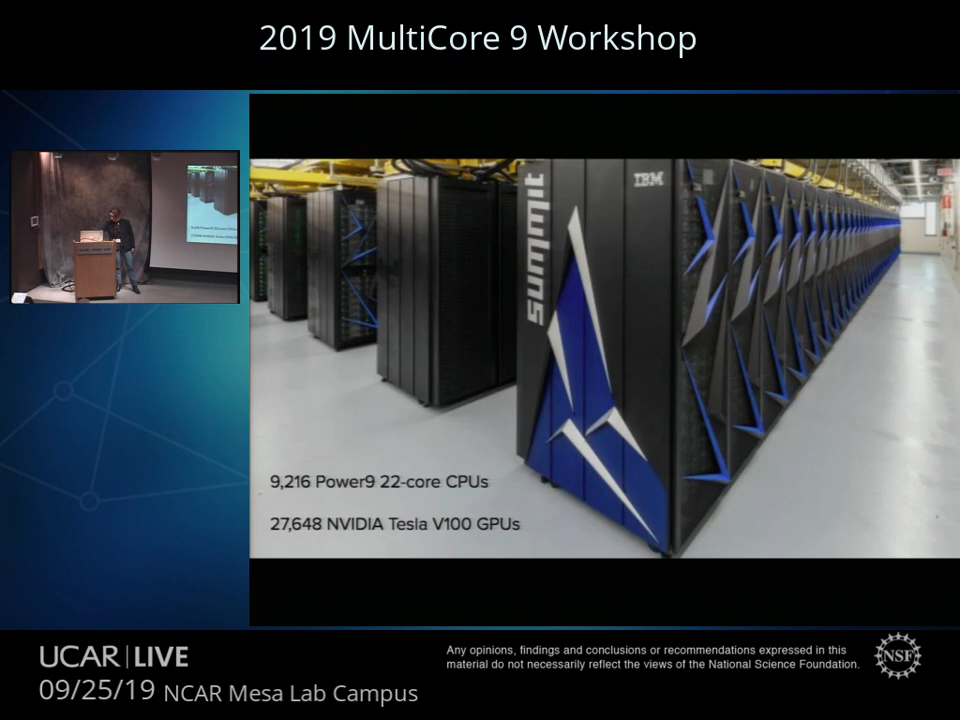 2019 MultiCore 9 Workshop
summit
IBM
9,216 Power9 22-core CPUs
27,648 NVIDIA Tesla V100 GPUs
UCAR | LIVE
09/25/19 NCAR Mesa Lab Campus
Any opinions, findings and conclusions or recommendations expressed in this
material do not necessarily reflect the views of the National Science Foundation.
NSF